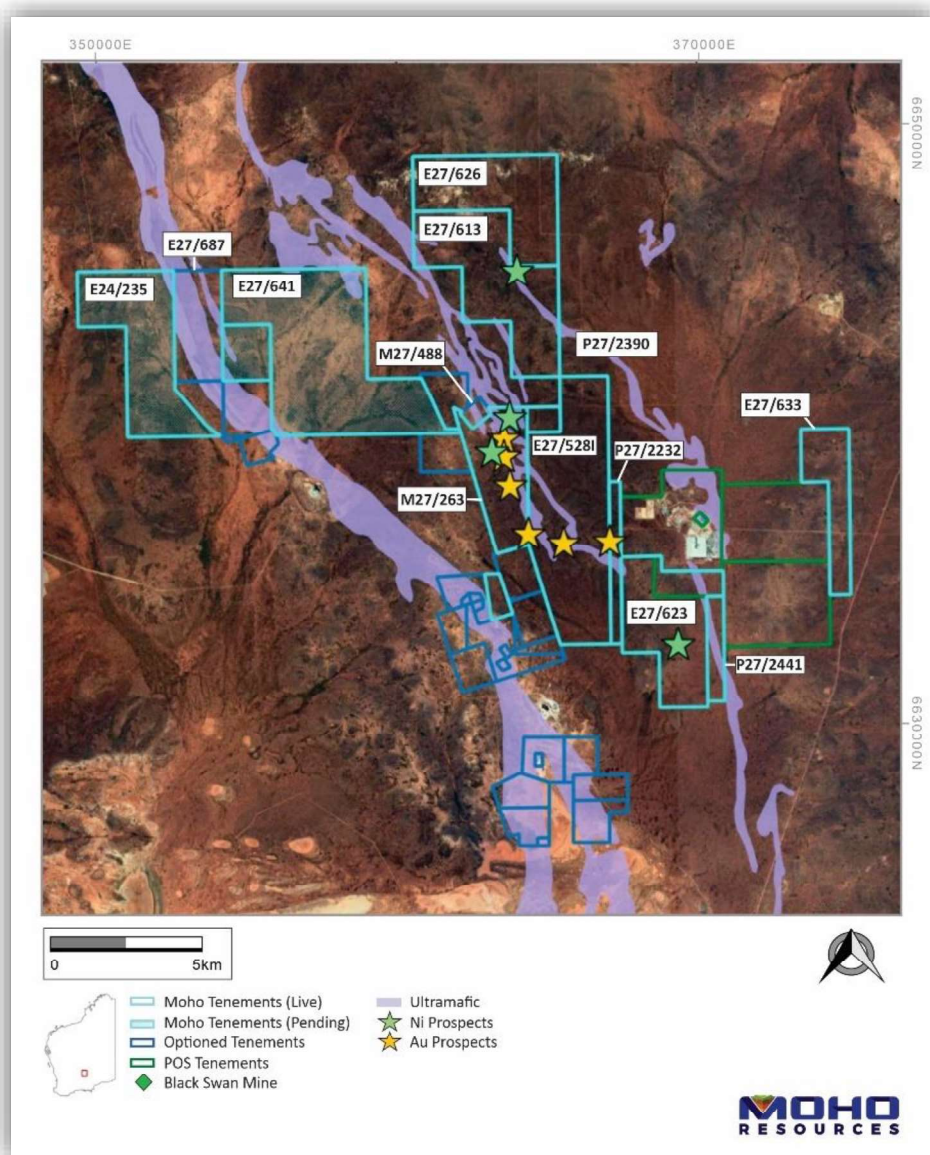 350000E
370000E
6650000N
E27/626
E27/613
E27/687
E24/235
E27/641
P27/2390
M27/488
E27/633
E27/528I
P27/2232
M27/263
E27/623
P27/2441
6630000N
0 5km
Moho Tenements (Live)
Moho Tenements (Pending)
Optioned Tenements
POS Tenements
Black Swan Mine
Ultramafic
Ni Prospects
Au Prospects
MOHO
RESOURCES